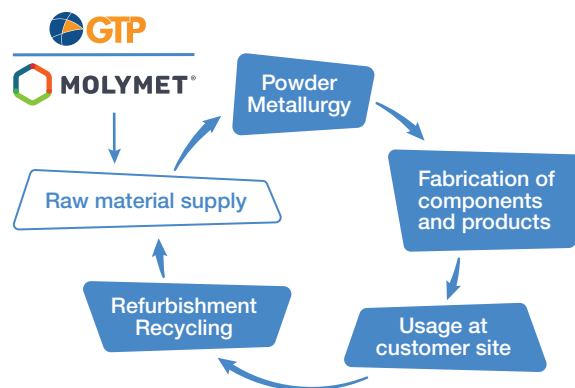 GTP
MOLYMET®
Powder
Metallurgy
Fabrication of
components
and products
Raw material supply
Refurbishment
Recycling
Usage at
customer site